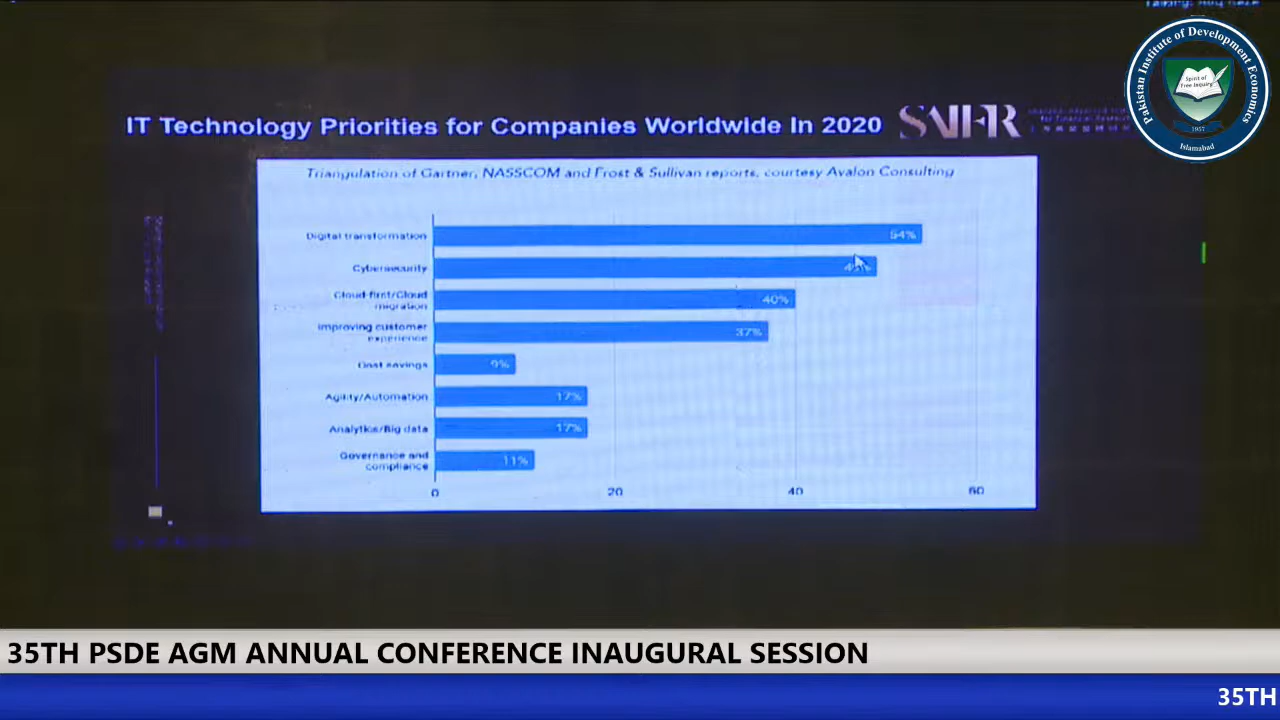 Pakistan Institute of Development Economics
Spirit of
Free Inquiry
1957
Islamabad
IT Technology Priorities for Companies Worldwide In 2020
SAIFR
Triangulation of Gartner, NASSCOM and Frost & Sullivan reports, courtesy Avalon Consulting
Digital transformation
54%
Cybersecurity
Cloud-first/Cloud
migration
40%
Improving customer
experience
37%
Cost savings
9%
Agility/Automation
17%
Analytics/Big data
17%
Governance and
compliance
11%
0 20 40 60
35TH PSDE AGM ANNUAL CONFERENCE INAUGURAL SESSION
35TH